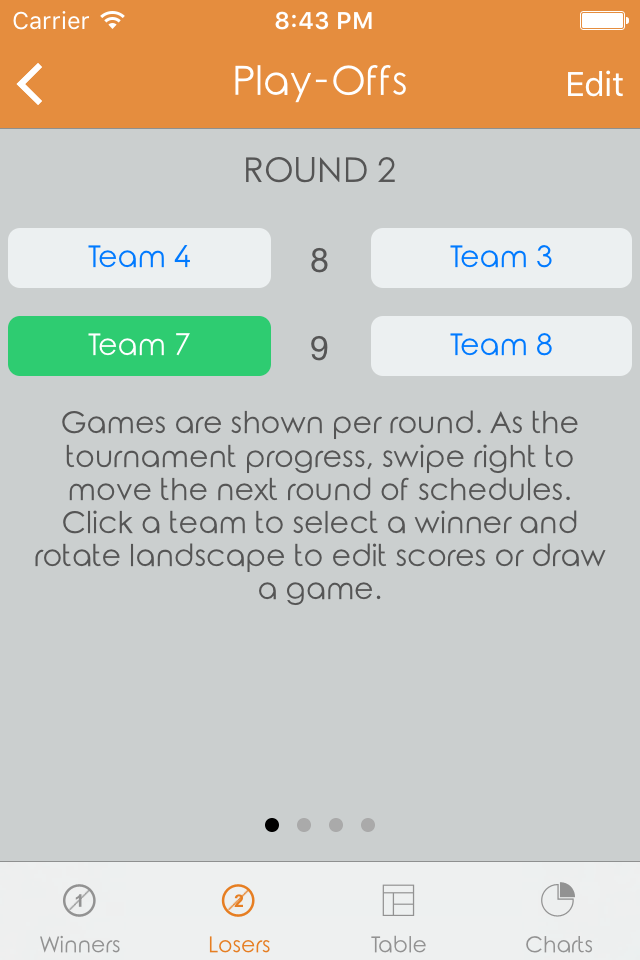 Carrier 8:43 PM
Play-Offs Edit
ROUND 2
Team 4 8 Team 3
Team 7 9 Team 8
Games are shown per round. As the
tournament progress, swipe right to
move the next round of schedules.
Click a team to select a winner and
rotate landscape to edit scores or draw
a game.
1 2
Winners Losers Table Charts